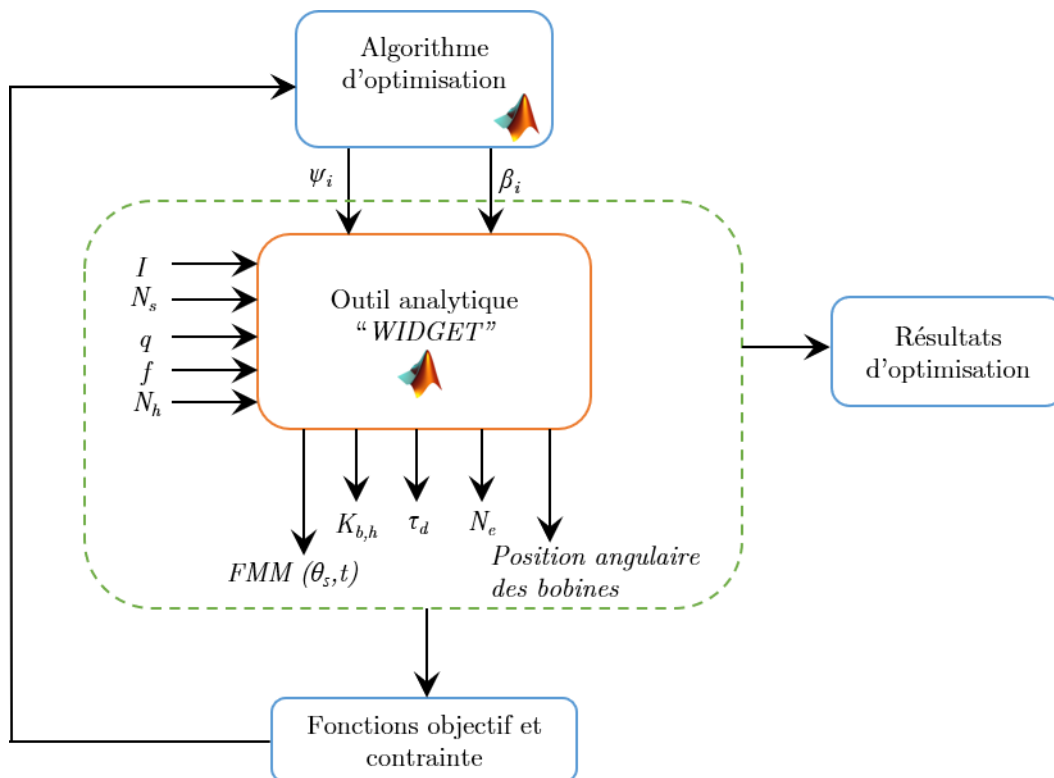 Algorithme
d'optimisation
ψi
βi
I
Ns
q
f
Nh
Outil analytique
“WIDGET”
Résultats
d'optimisation
Kb,h
τd
Ne
FMM (θs,t)
Position angulaire
des bobines
Fonctions objectif et
contrainte